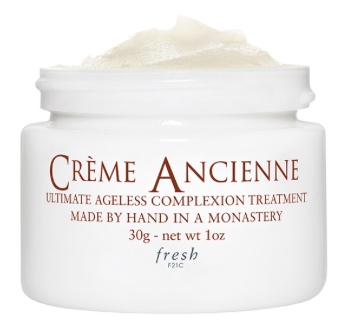 CRÈME ANCIENNE
ULTIMATE AGELESS COMPLEXION TREATMENT
MADE BY HAND IN A MONASTERY
30g - net wt 1oz
fresh
F21C